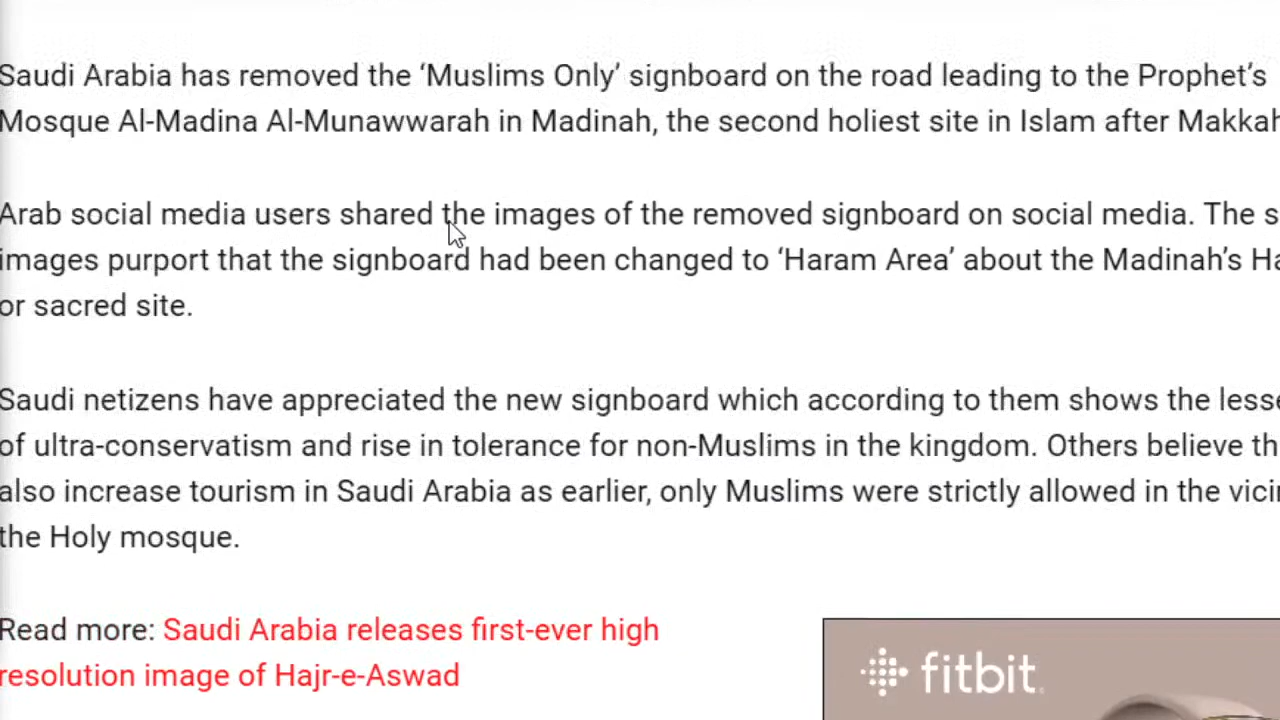 Saudi Arabia has removed the ‘Muslims Only’ signboard on the road leading to the Prophet’s
Mosque Al-Madina Al-Munawwarah in Madinah, the second holiest site in Islam after Makkah
Arab social media users shared the images of the removed signboard on social media. The
images purport that the signboard had been changed to ‘Haram Area’ about the Madinah’s
or sacred site.
Saudi netizens have appreciated the new signboard which according to them shows the
of ultra-conservatism and rise in tolerance for non-Muslims in the kingdom. Others believe
also increase tourism in Saudi Arabia as earlier, only Muslims were strictly allowed in the
the Holy mosque.
Read more: Saudi Arabia releases first-ever high
resolution image of Hajr-e-Aswad
fitbit